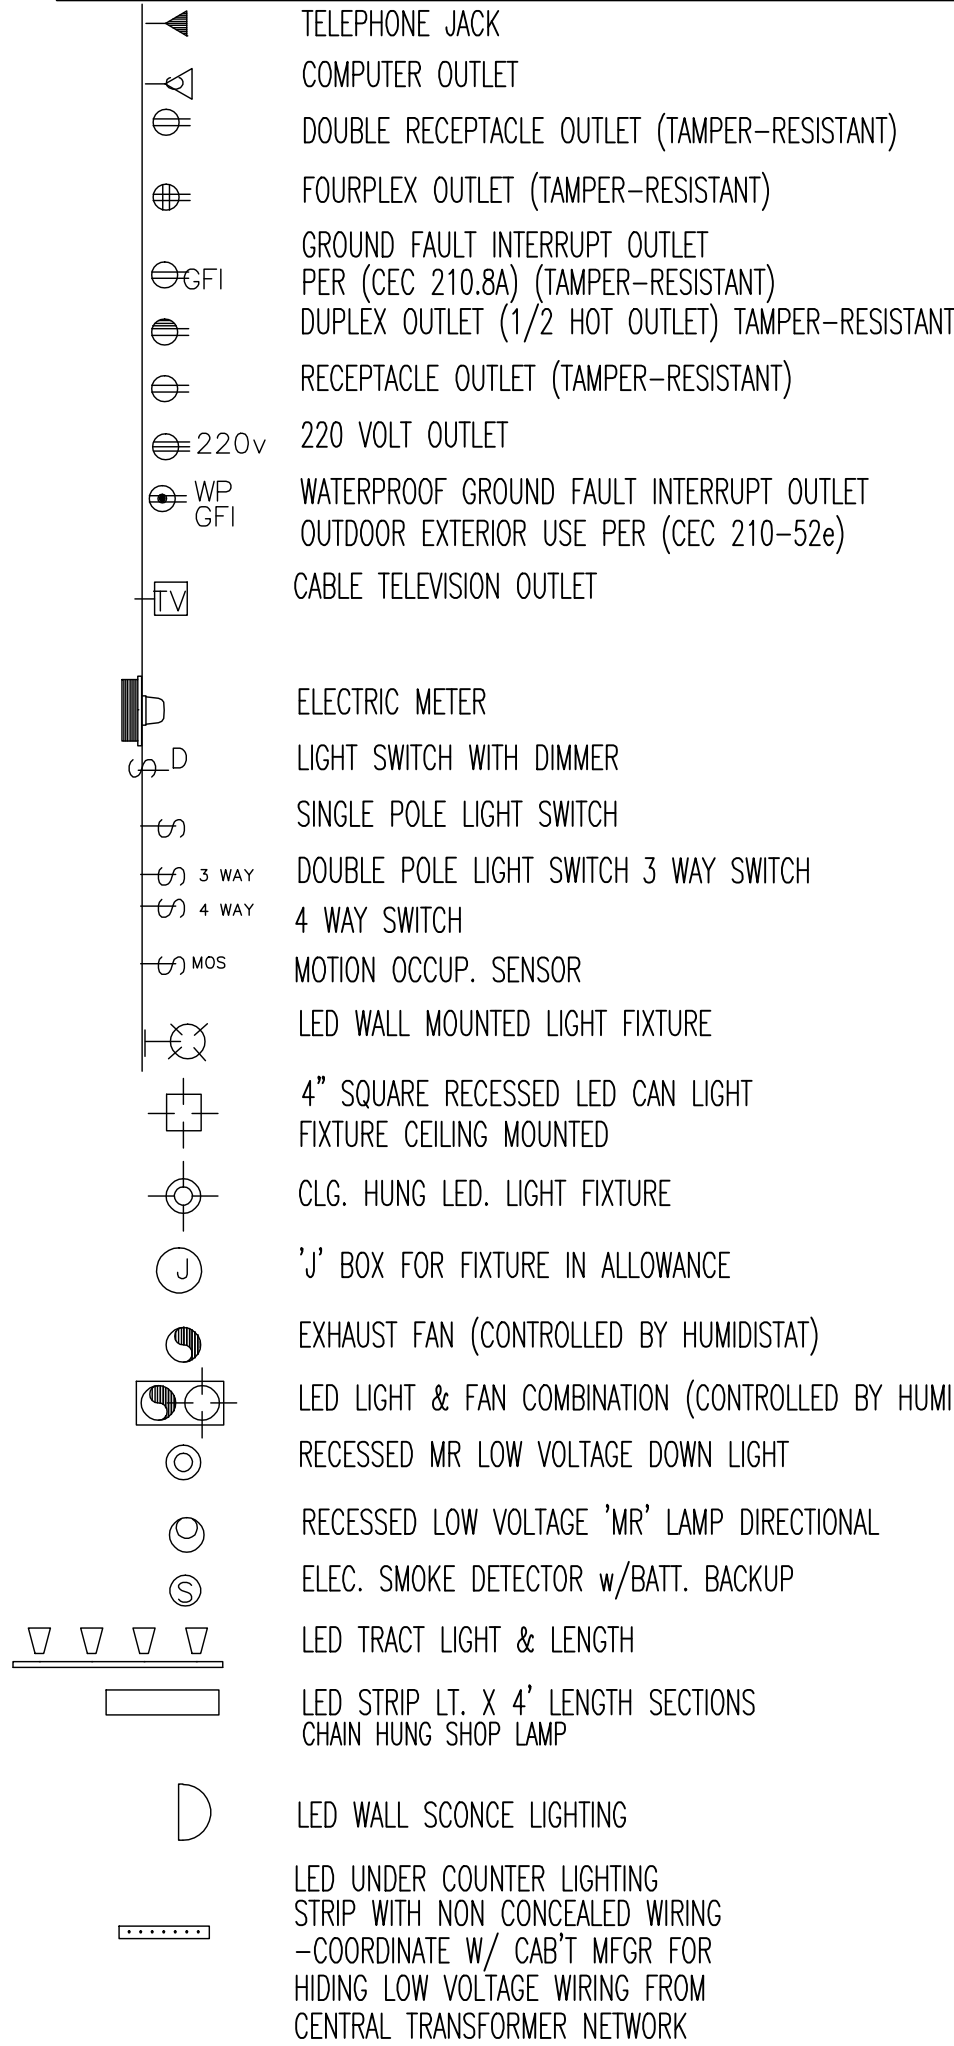 TELEPHONE JACK
COMPUTER OUTLET
DOUBLE RECEPTACLE OUTLET (TAMPER-RESISTANT)
FOURPLEX OUTLET (TAMPER-RESISTANT)
GROUND FAULT INTERRUPT OUTLET
GFI PER (CEC 210.8A) (TAMPER-RESISTANT)
DUPLEX OUTLET (1/2 HOT OUTLET) TAMPER-RESISTANT
RECEPTACLE OUTLET (TAMPER-RESISTANT)
220v 220 VOLT OUTLET
WP WATERPROOF GROUND FAULT INTERRUPT OUTLET
GFI OUTDOOR EXTERIOR USE PER (CEC 210-52e)
TV CABLE TELEVISION OUTLET
ELECTRIC METER
S D LIGHT SWITCH WITH DIMMER
S SINGLE POLE LIGHT SWITCH
S 3 WAY DOUBLE POLE LIGHT SWITCH 3 WAY SWITCH
S 4 WAY 4 WAY SWITCH
S MOS MOTION OCCUP. SENSOR
LED WALL MOUNTED LIGHT FIXTURE
4" SQUARE RECESSED LED CAN LIGHT
FIXTURE CEILING MOUNTED
CLG. HUNG LED. LIGHT FIXTURE
J 'J' BOX FOR FIXTURE IN ALLOWANCE
EXHAUST FAN (CONTROLLED BY HUMIDISTAT)
LED LIGHT & FAN COMBINATION (CONTROLLED BY HUMI
RECESSED MR LOW VOLTAGE DOWN LIGHT
RECESSED LOW VOLTAGE 'MR' LAMP DIRECTIONAL
S ELEC. SMOKE DETECTOR w/BATT. BACKUP
LED TRACT LIGHT & LENGTH
LED STRIP LT. X 4' LENGTH SECTIONS
CHAIN HUNG SHOP LAMP
LED WALL SCONCE LIGHTING
LED UNDER COUNTER LIGHTING
STRIP WITH NON CONCEALED WIRING
-COORDINATE W/ CAB'T MFGR FOR
HIDING LOW VOLTAGE WIRING FROM
CENTRAL TRANSFORMER NETWORK